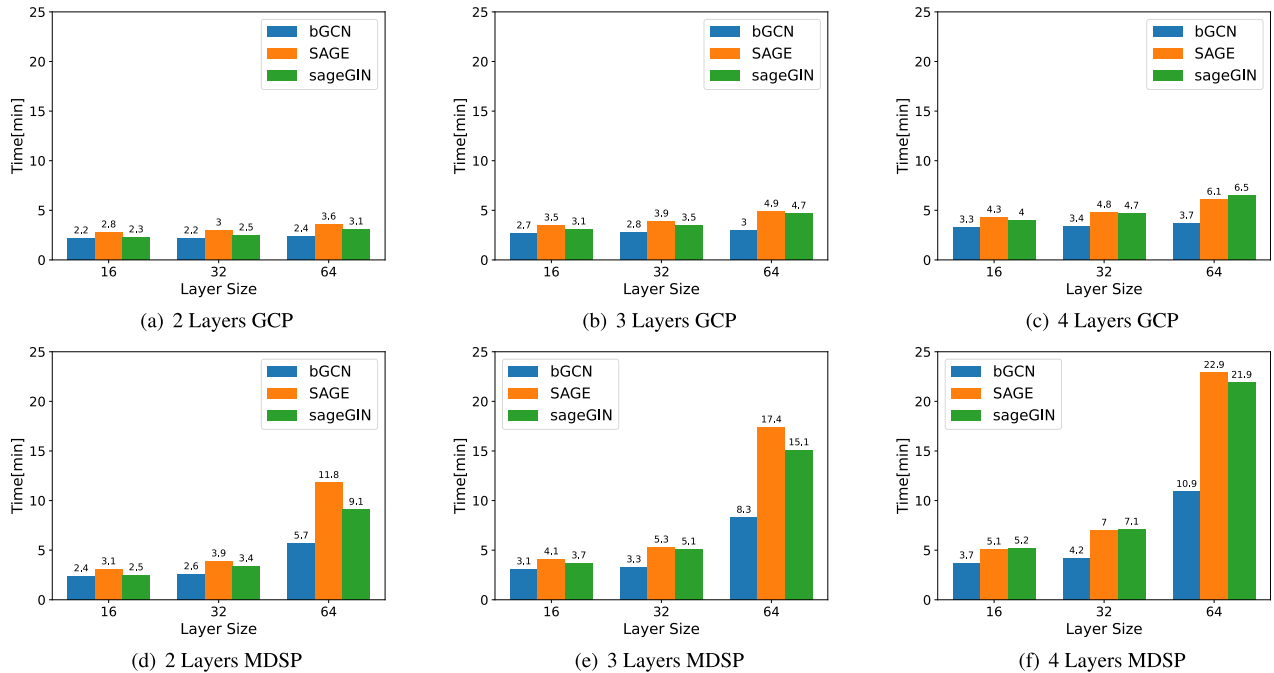 25
20
15
10
5
0
Time[min]
bGCN
SAGE
sageGIN
2.2 2.8 2.3 2.2 3 2.5 2.4 3.6 3.1
16 32 64
Layer Size
(a) 2 Layers GCP
25
20
15
10
5
0
Time[min]
bGCN
SAGE
sageGIN
2.7 3.5 3.1 2.8 3.9 3.5 3 4.9 4.7
16 32 64
Layer Size
(b) 3 Layers GCP
25
20
15
10
5
0
Time[min]
bGCN
SAGE
sageGIN
3.3 4.3 4 3.4 4.8 4.7 3.7 6.1 6.5
16 32 64
Layer Size
(c) 4 Layers GCP
25
20
15
10
5
0
Time[min]
bGCN
SAGE
sageGIN
2.4 3.1 2.5 2.6 3.9 3.4 5.7 11.8 9.1
16 32 64
Layer Size
(d) 2 Layers MDSP
25
20
15
10
5
0
Time[min]
bGCN
SAGE
sageGIN
3.1 4.1 3.7 3.3 5.3 5.1 8.3 17.4 15.1
16 32 64
Layer Size
(e) 3 Layers MDSP
25
20
15
10
5
0
Time[min]
bGCN
SAGE
sageGIN
3.7 5.1 5.2 4.2 7 7.1 10.9 22.9 21.9
16 32 64
Layer Size
(f) 4 Layers MDSP